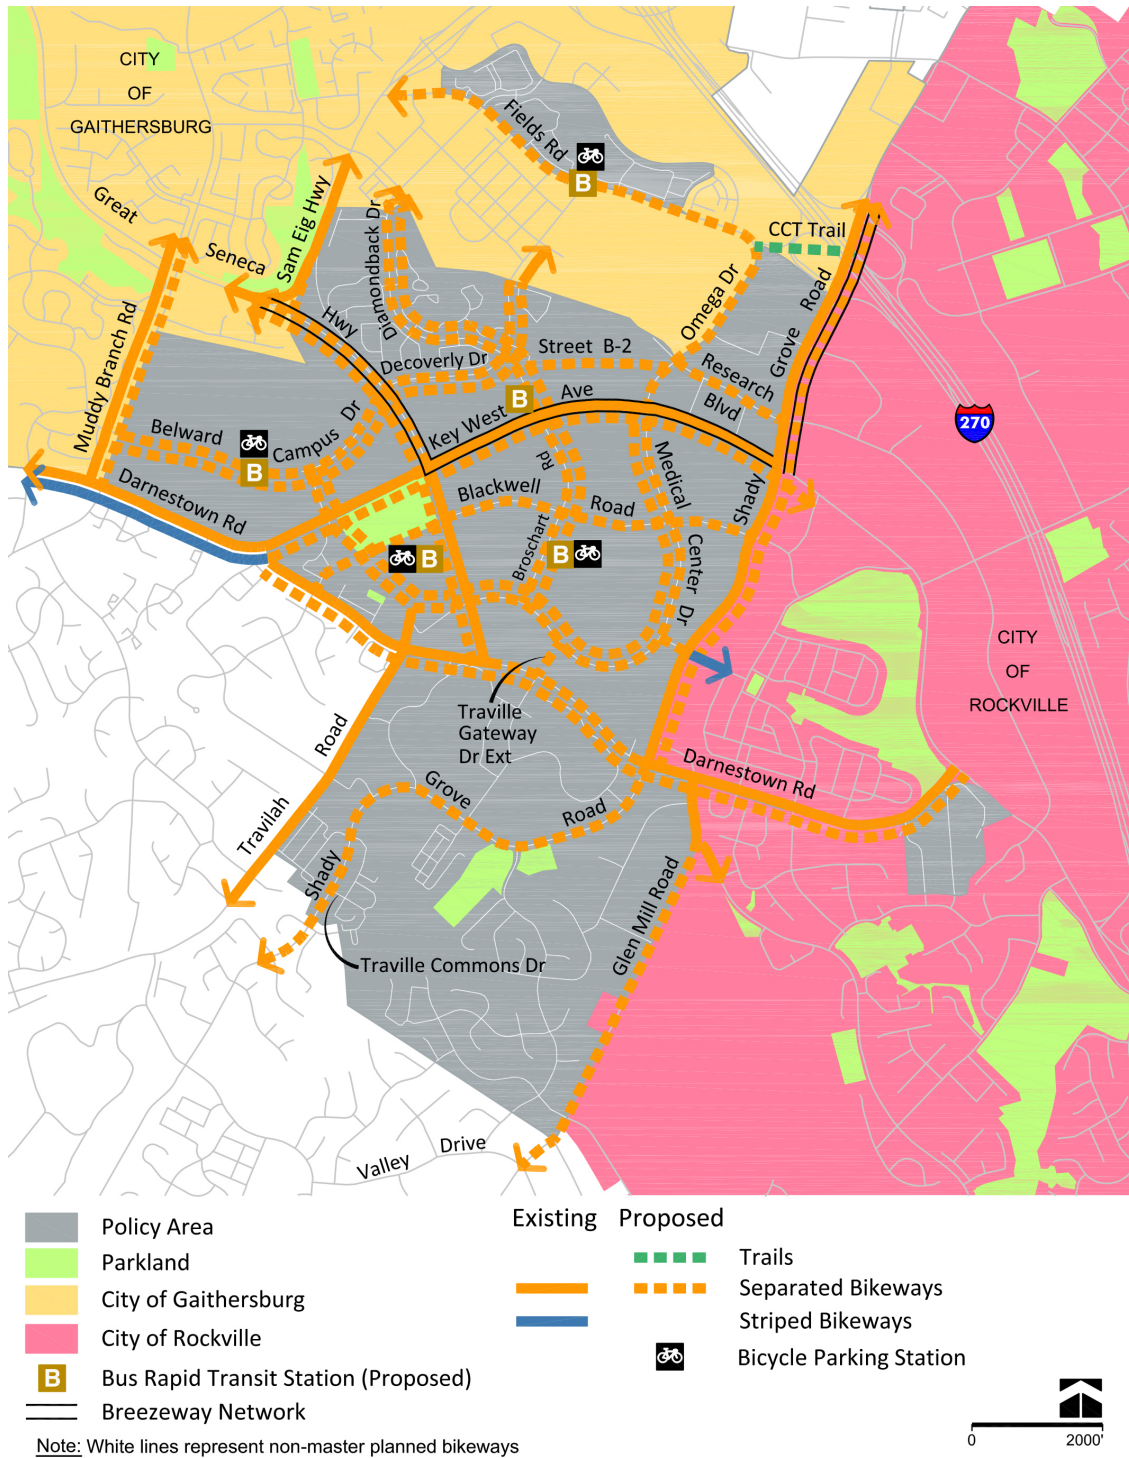 CITY
OF
GAITHERSBURG
Great
Seneca
Hwy
Sam Eig Hwy
Fields Rd
B
CCT Trail
Diamondback Dr
Omega Dr
Grove
Road
Muddy Branch Rd
Decoverly Dr
Street B-2
Research
Blvd
B
Key West
Ave
270
Belward
Campus
Dr
B
Rd
Medical
Shady
Darnestown Rd
Blackwell
Road
Broschart
Center
Dr
B
B
CITY
OF
ROCKVILLE
Traville
Gateway
Dr Ext
Road
Travilah
Darnestown Rd
Grove
Road
Shady
Glen Mill Road
Traville Commons Dr
Valley
Drive
Existing Proposed
Policy Area
Parkland
Trails
City of Gaithersburg
Separated Bikeways
City of Rockville
Striped Bikeways
B Bus Rapid Transit Station (Proposed)
Bicycle Parking Station
Breezeway Network
Note: White lines represent non-master planned bikeways
0 2000'